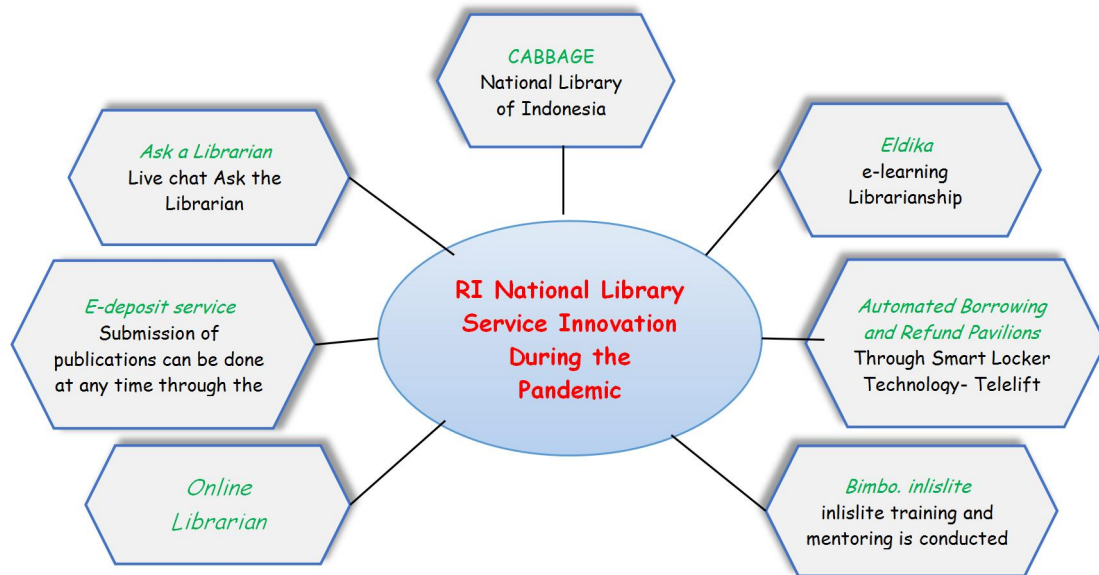 CABBAGE
National Library
of Indonesia
Ask a Librarian
Live chat Ask the
Librarian
Eldika
e-learning
Librarianship
RI National Library
Service Innovation
During the
Pandemic
E-deposit service
Submission of
publications can be done
at any time through the
Automated Borrowing
and Refund Pavilions
Through Smart Locker
Technology- Telelift
Online
Librarian
Bimbo. inlislite
inlislite training and
mentoring is conducted